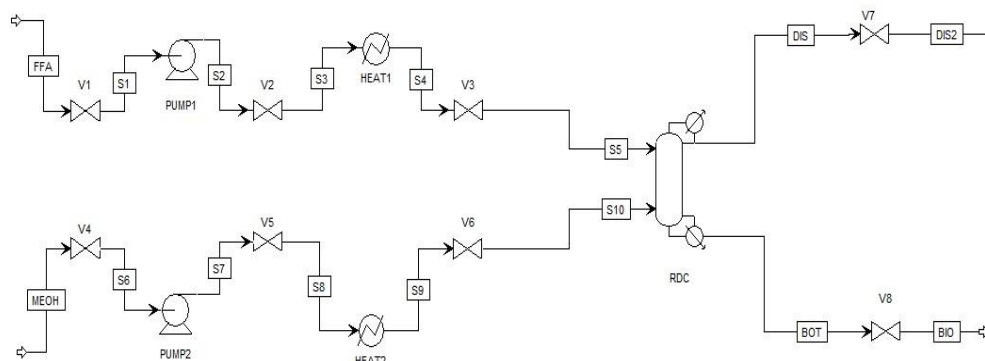 V7
DIS
DIS2
FFA
V1
S1
PUMP1
S2
V2
S3
HEAT1
S4
V3
S5
S10
RDC
V4
MEOH
S6
PUMP2
S7
V5
S8
HEAT2
S9
V6
BOT
V8
BIO